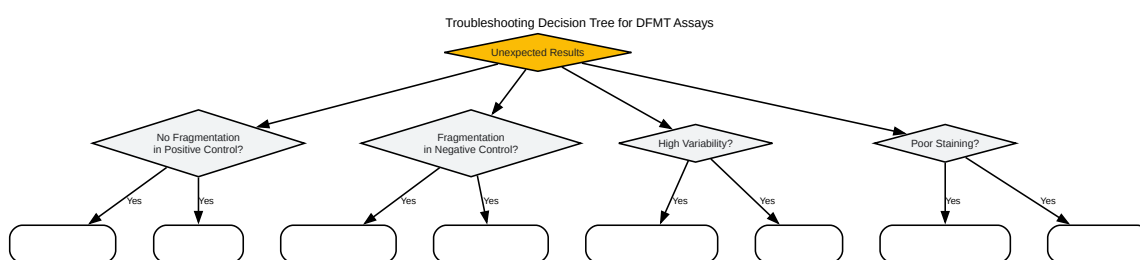 Troubleshooting Decision Tree for DFMT Assays
Unexpected Results
No Fragmentation
in Positive Control?
Fragmentation
in Negative Control?
High Variability?
Poor Staining?
Yes
Yes
Yes
Yes
Yes
Yes
Yes
Yes